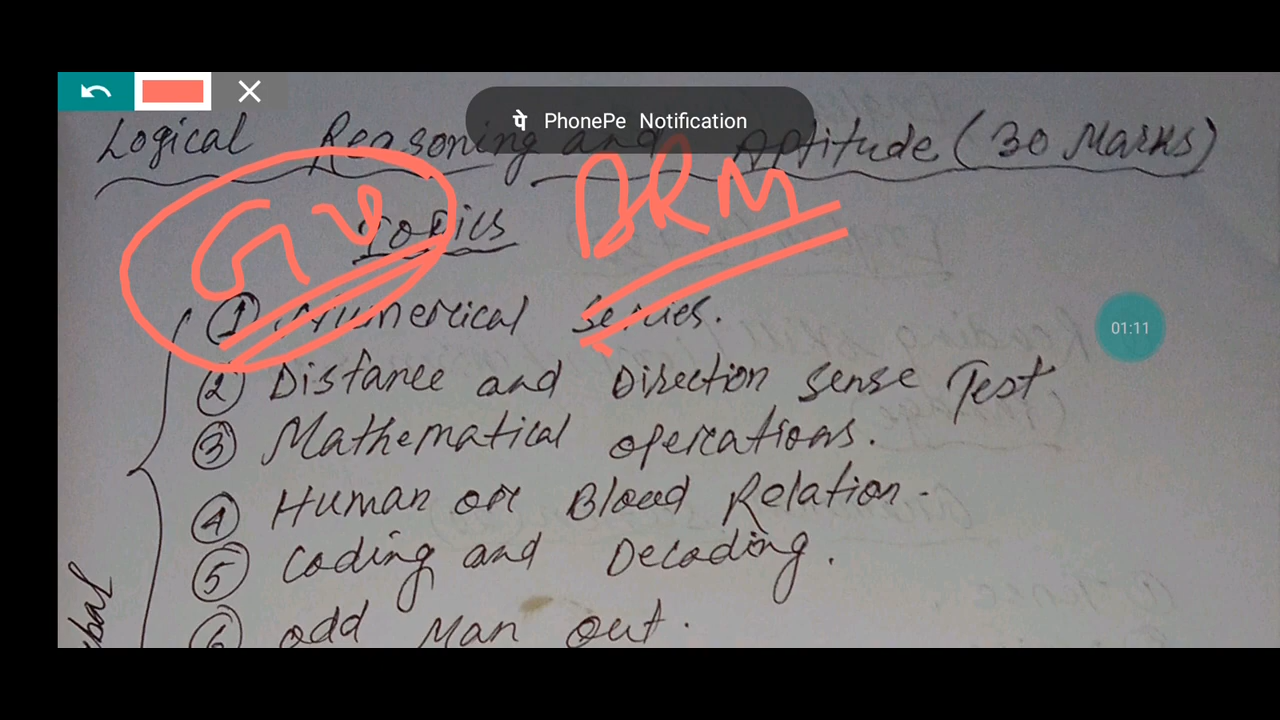 PhonePe Notification
Logical Reasoning and Aptitude (30 Marks)
GV
BRM
Topics
① Numerical Series.
01:11
② Distance and Direction Sense Test
③ Mathematical operations.
④ Human or Blood Relation.
⑤ Coding and Decoding.
⑥ Odd Man Out.